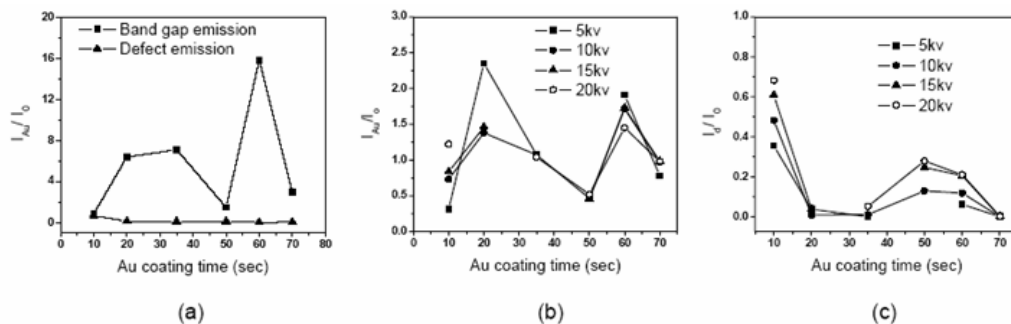 I_Au/ I_0
20
16
12
8
4
0
Band gap emission
Defect emission
0 10 20 30 40 50 60 70 80
Au coating time (sec)
(a)
I_Au/I_o
3.0
2.5
2.0
1.5
1.0
0.5
0.0
5kv
10kv
15kv
20kv
0 10 20 30 40 50 60 70
Au coating time (sec)
(b)
I_d/ I_0
1.0
0.8
0.6
0.4
0.2
0.0
5kv
10kv
15kv
20kv
10 20 30 40 50 60 70
Au coating time (sec)
(c)